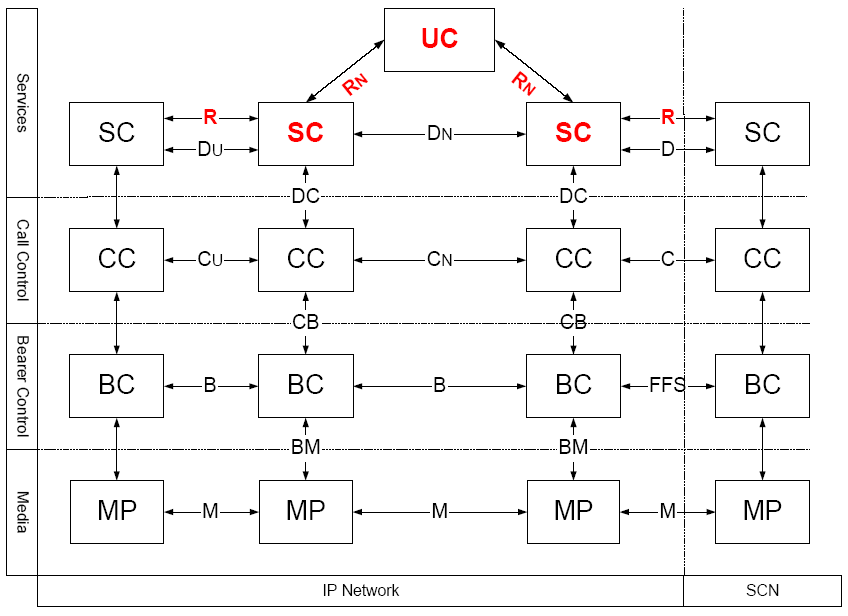 UC
RN
RN
Services
SC
R
SC
SC
R
SC
DU
DN
D
DC
DC
Call Control
CC
CU
CC
CN
CC
C
CC
CB
CB
Bearer Control
BC
B
BC
B
BC
FFS
BC
BM
BM
Media
MP
M
MP
M
MP
M
MP
IP Network
SCN